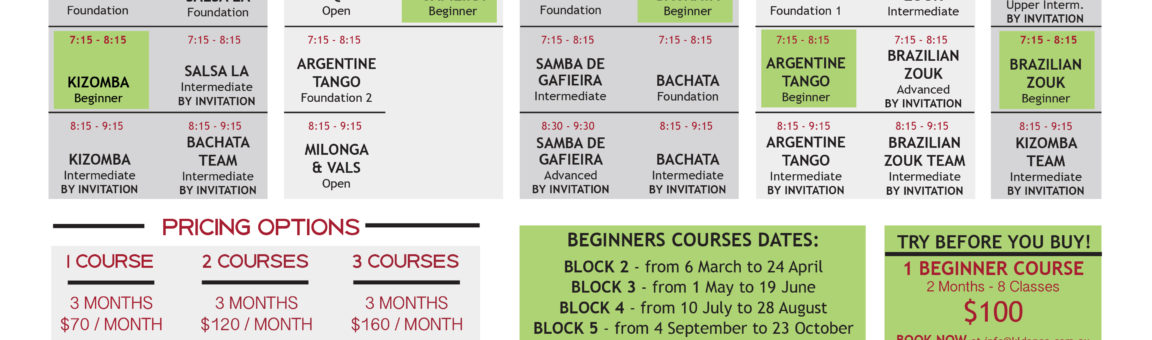 Foundation
Foundation
Open
Beginner
Foundation
Beginner
Foundation 1
Intermediate
Upper Interm.
BY INVITATION
7:15 - 8:15
KIZOMBA
Beginner
7:15 - 8:15
SALSA LA
Intermediate
BY INVITATION
7:15 - 8:15
ARGENTINE
TANGO
Foundation 2
7:15 - 8:15
SAMBA DE
GAFIEIRA
Intermediate
7:15 - 8:15
BACHATA
Foundation
7:15 - 8:15
ARGENTINE
TANGO
Beginner
7:15 - 8:15
BRAZILIAN
ZOUK
Advanced
BY INVITATION
7:15 - 8:15
BRAZILIAN
ZOUK
Beginner
8:15 - 9:15
KIZOMBA
Intermediate
BY INVITATION
8:15 - 9:15
BACHATA
TEAM
Intermediate
BY INVITATION
8:15 - 9:15
MILONGA
& VALS
Open
8:30 - 9:30
SAMBA DE
GAFIEIRA
Advanced
BY INVITATION
8:15 - 9:15
BACHATA
Intermediate
BY INVITATION
8:15 - 9:15
ARGENTINE
TANGO
Intermediate
BY INVITATION
8:15 - 9:15
BRAZILIAN
ZOUK TEAM
Intermediate
BY INVITATION
8:15 - 9:15
KIZOMBA
TEAM
Intermediate
BY INVITATION
PRICING OPTIONS
1 COURSE
3 MONTHS
$70 / MONTH
2 COURSES
3 MONTHS
$120 / MONTH
3 COURSES
3 MONTHS
$160 / MONTH
BEGINNERS COURSES DATES:
BLOCK 2 - from 6 March to 24 April
BLOCK 3 - from 1 May to 19 June
BLOCK 4 - from 10 July to 28 August
BLOCK 5 - from 4 September to 23 October
TRY BEFORE YOU BUY!
1 BEGINNER COURSE
2 Months - 8 Classes
$100
BOOK NOW at